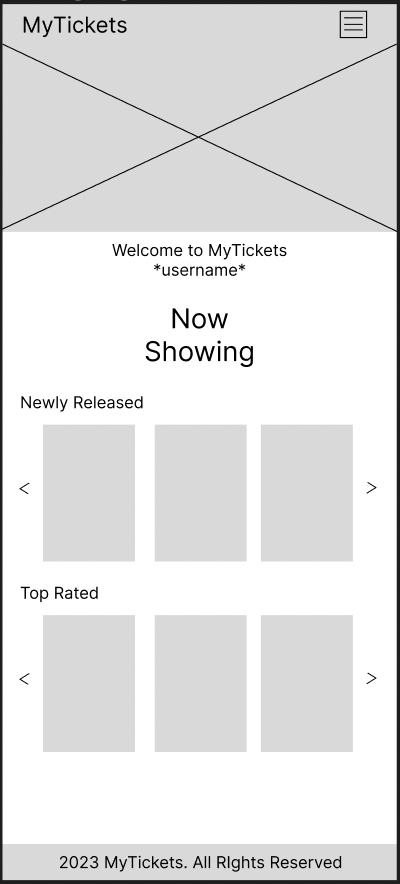 MyTickets
Welcome to MyTickets
*username*
Now
Showing
Newly Released
<
>
Top Rated
<
>
2023 MyTickets. All RIghts Reserved